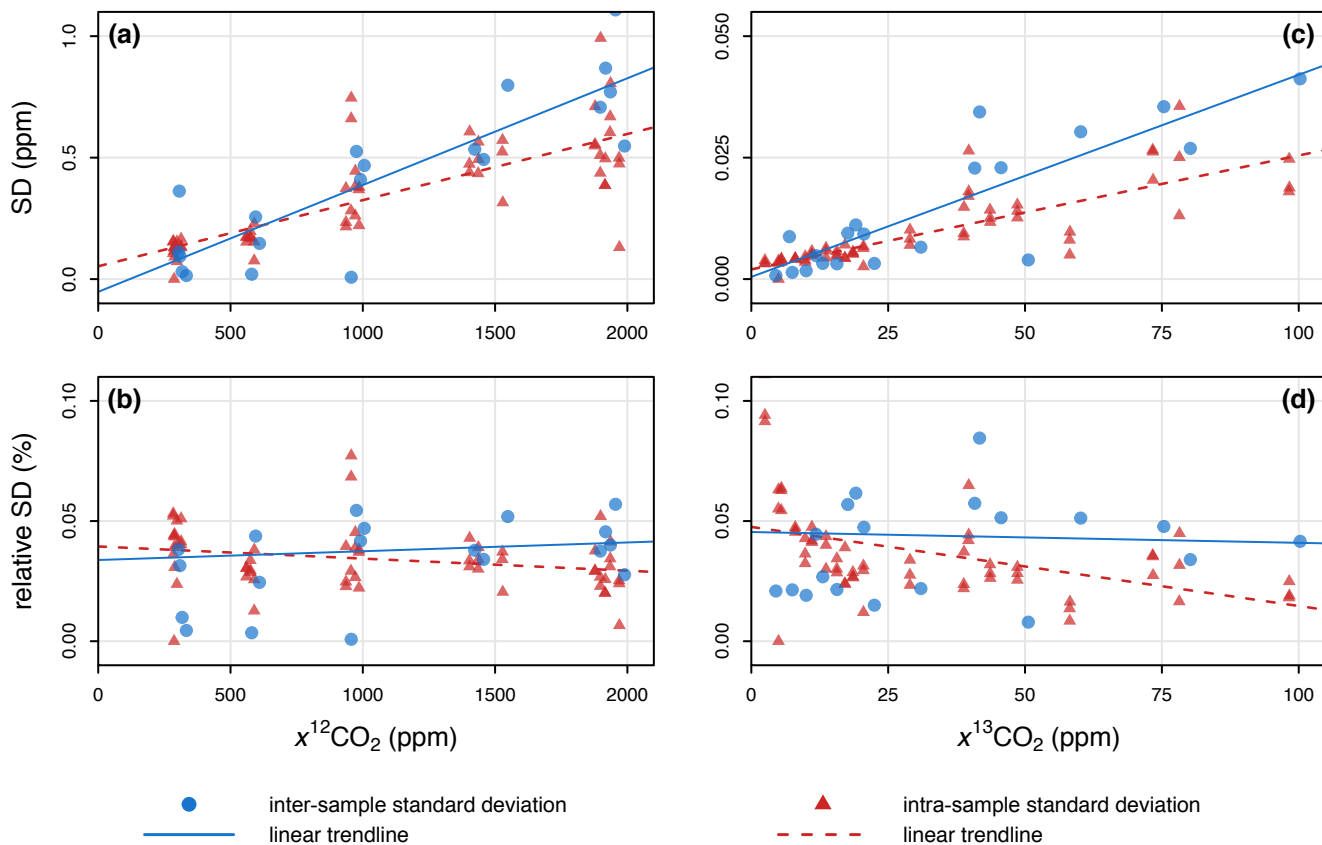 (a)
SD (ppm)
1.0
0.5
0.0
0 500 1000 1500 2000
(c)
0.050
0.025
0.000
0 25 50 75 100
(b)
relative SD (%)
0.10
0.05
0.00
0 500 1000 1500 2000
x¹²CO₂ (ppm)
(d)
0.10
0.05
0.00
0 25 50 75 100
x¹³CO₂ (ppm)
inter-sample standard deviation
linear trendline
intra-sample standard deviation
linear trendline